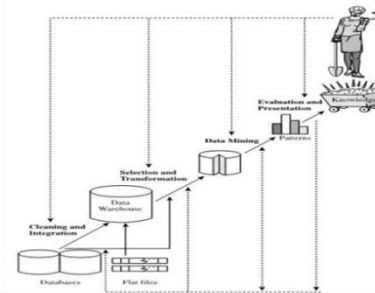 Evaluation and
Presentation
Knowledge
Data Mining
Patterns
Selection and
Transformation
Data
Warehouse
Cleaning and
Integration
Databases
Flat files